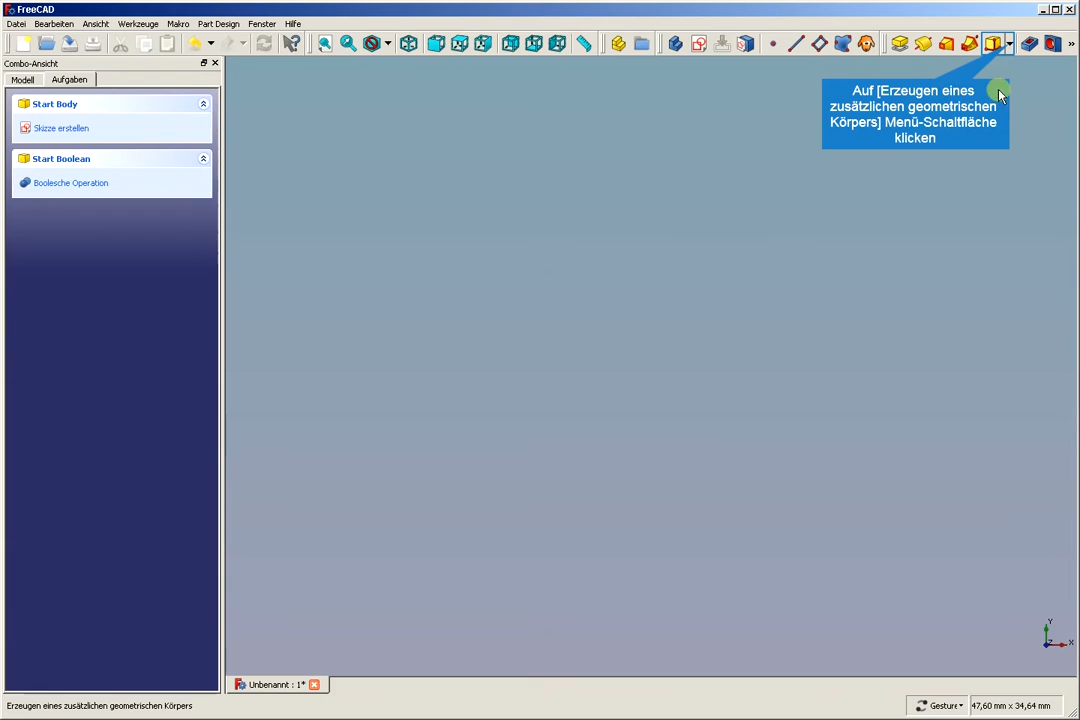 FreeCAD
Datei Bearbeiten Ansicht Werkzeuge Makro Part Design Fenster Hilfe
Combo-Ansicht
Modell Aufgaben
Start Body
Skizze erstellen
Start Boolean
Boolesche Operation
Auf [Erzeugen eines
zusätzlichen geometrischen
Körpers] Menü-Schaltfläche
klicken
Y
Z
X
Unbenannt : 1*
Erzeugen eines zusätzlichen geometrischen Körpers
Gesture
47,60 mm x 34,64 mm